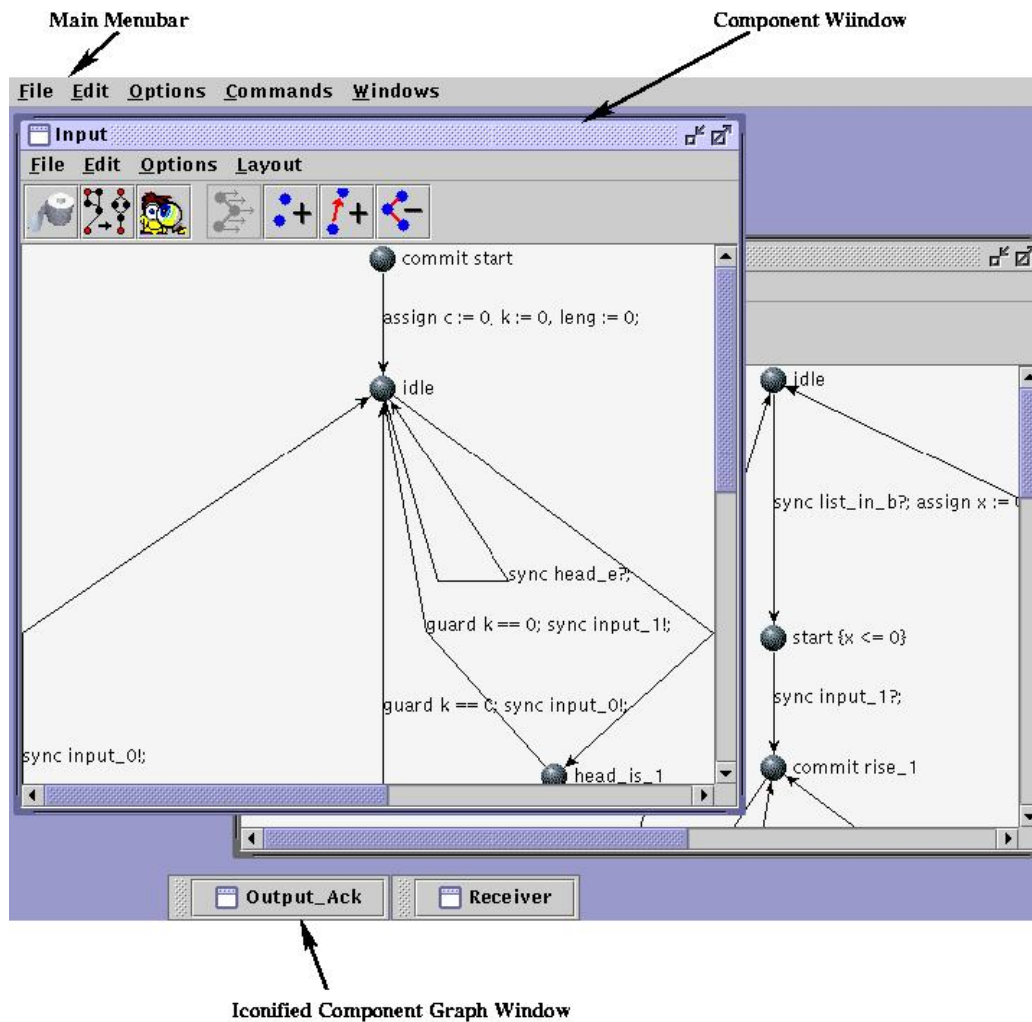 Main Menubar
Component Wiindow
File Edit Options Commands Windows
Input
File Edit Options Layout
commit start
assign c := 0, k := 0, leng := 0;
idle
sync head_e?;
guard k == 0; sync input_1!;
guard k == 0; sync input_0!;
sync input_0!;
head_is_1
idle
sync list_in_b?; assign x := 0
start {x <= 0}
sync input_1?;
commit rise_1
Output_Ack
Receiver
Iconified Component Graph Window